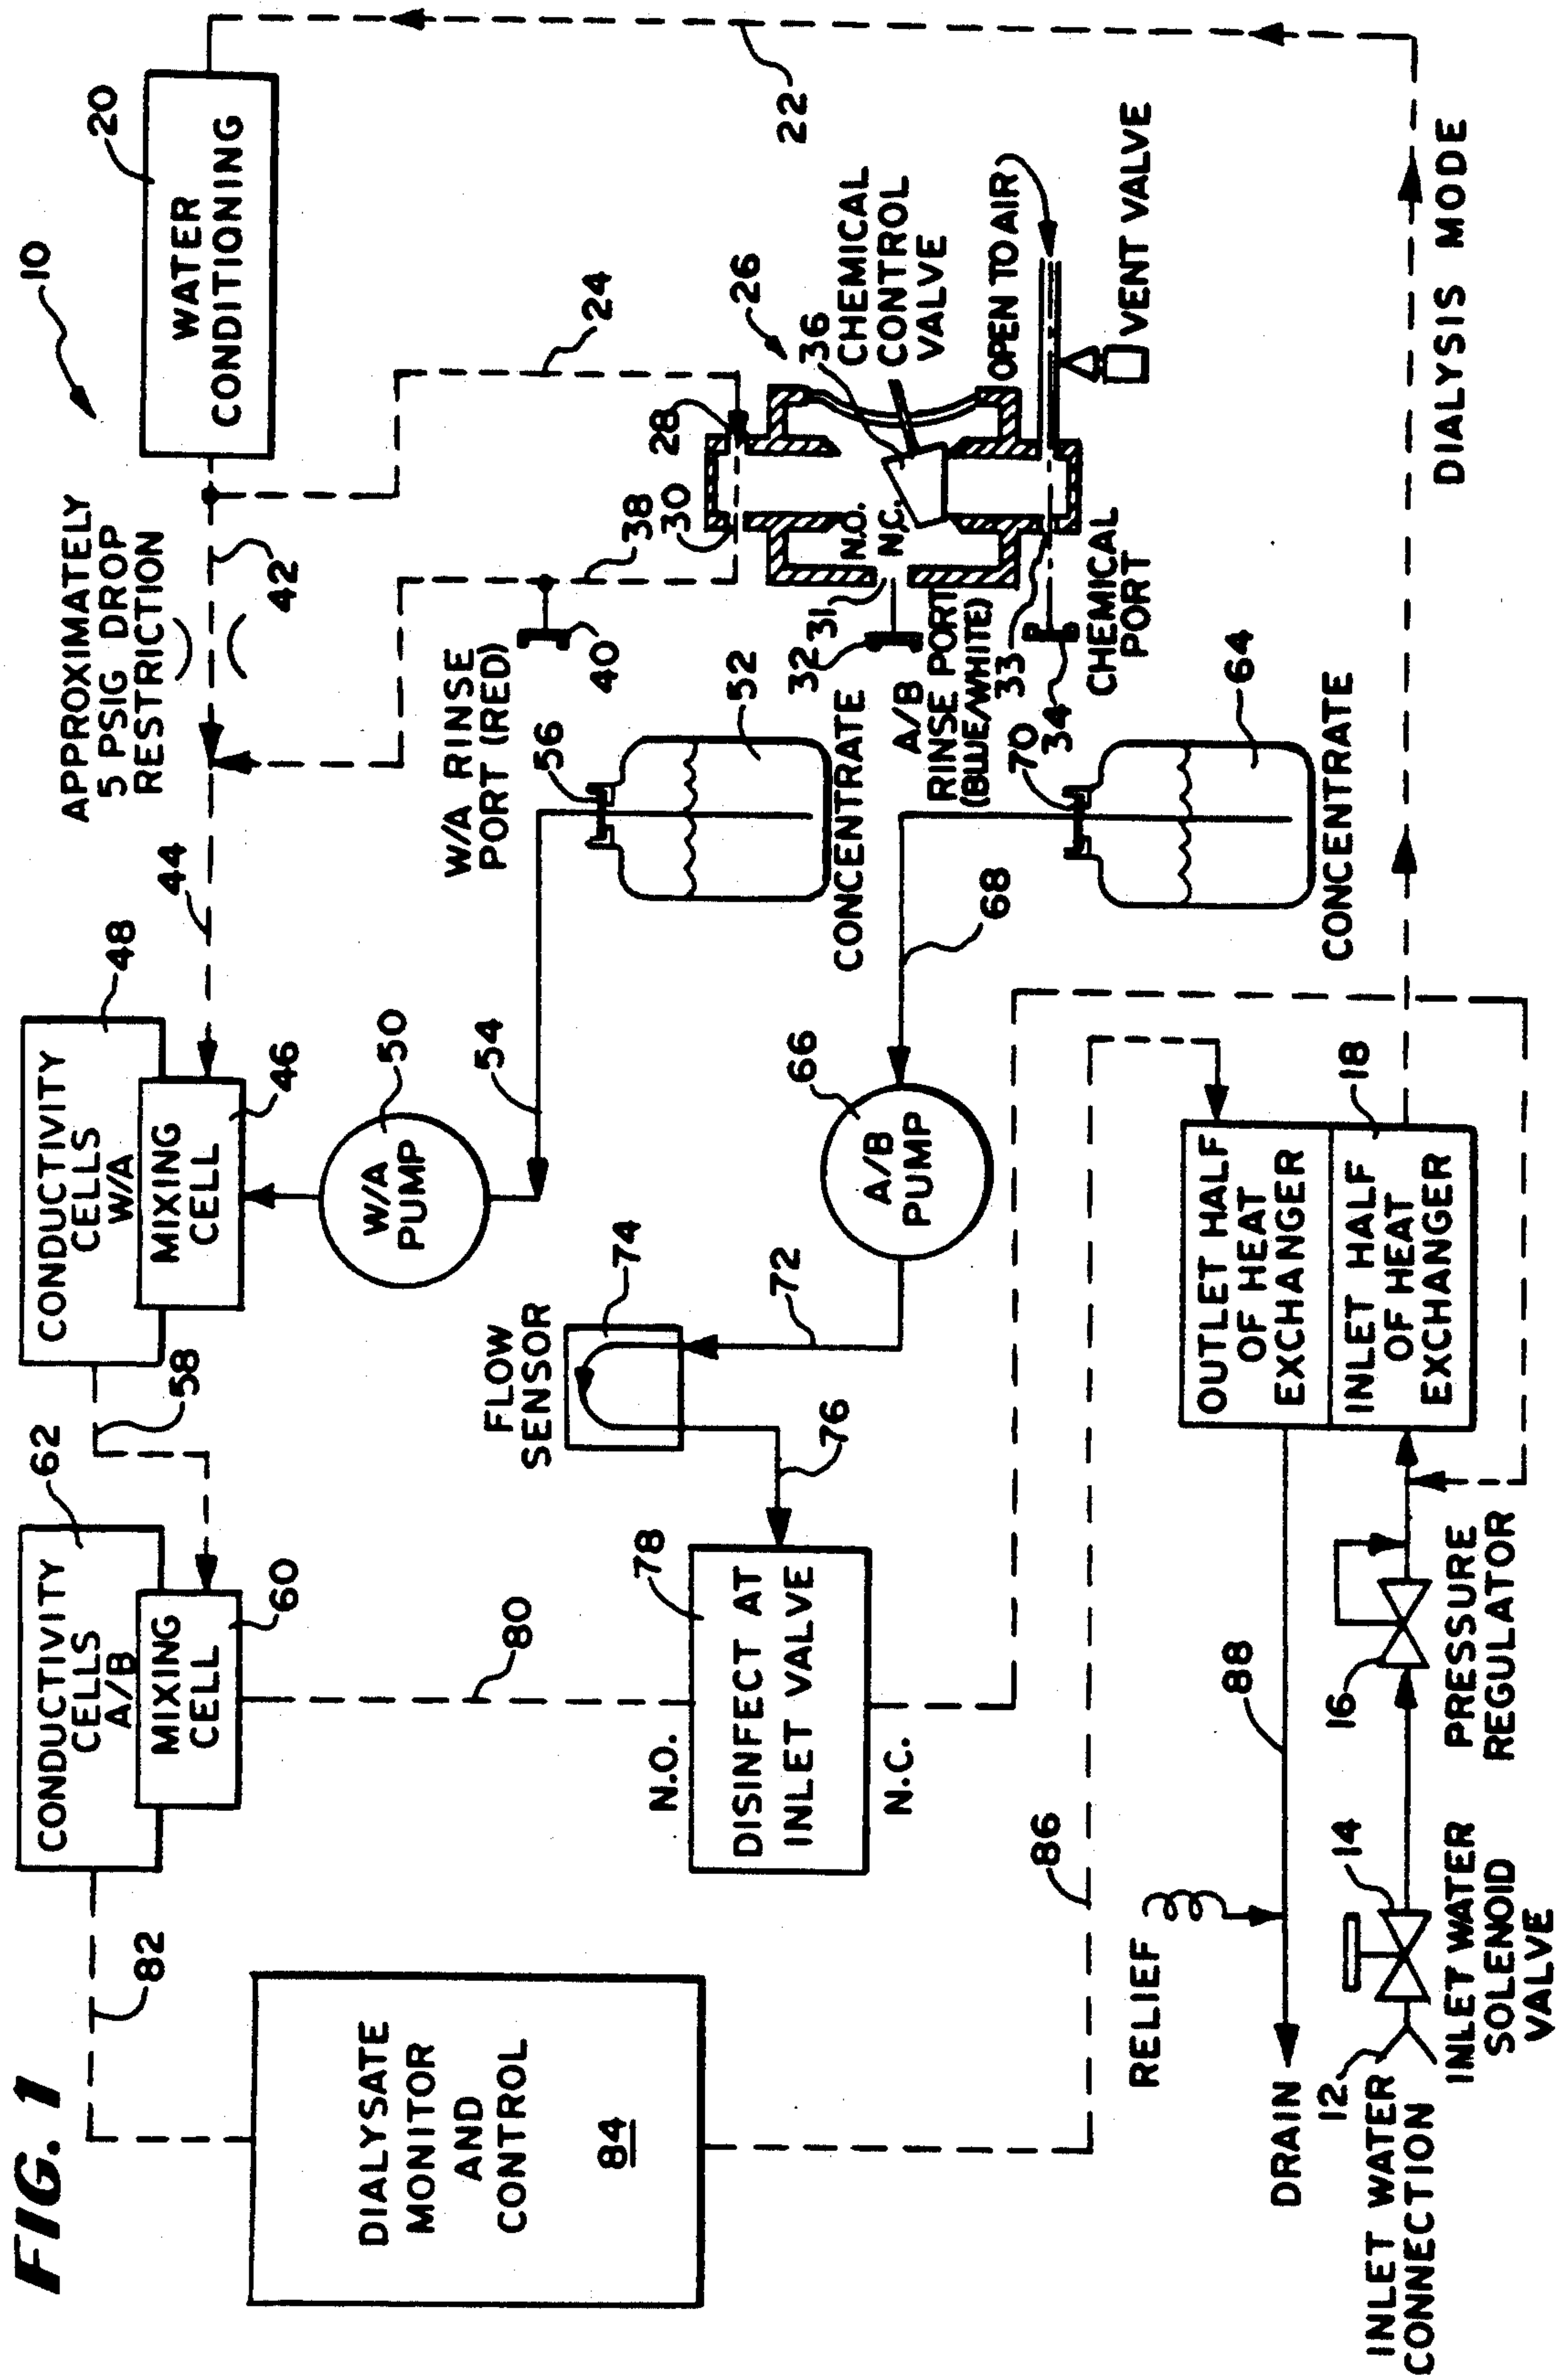 FIG. 1
10
20
WATER
CONDITIONING
APPROXIMATELY
5 PSIG DROP
RESTRICTION
42
44
24
22
38
30
28
26
36
CHEMICAL
CONTROL
VALVE
OPEN TO AIR
VENT VALVE
N.O.
N.C.
31
32
33
34
CHEMICAL
PORT
A/B
RINSE PORT
(BLUE/WHITE)
40
W/A RINSE
PORT (RED)
48
CONDUCTIVITY
CELLS
W/A
MIXING
CELL
46
50
W/A
PUMP
54
56
52
CONCENTRATE
58
62
CONDUCTIVITY
CELLS
A/B
MIXING
CELL
60
FLOW
SENSOR
74
72
76
66
A/B
PUMP
68
70
64
CONCENTRATE
78
DISINFECT AT
INLET VALVE
N.O.
N.C.
80
82
DIALYSATE
MONITOR
AND
CONTROL
84
86
OUTLET HALF
OF HEAT
EXCHANGER
INLET HALF
OF HEAT
EXCHANGER
18
88
RELIEF
DRAIN
12
INLET WATER
CONNECTION
14
INLET WATER
SOLENOID
VALVE
16
PRESSURE
REGULATOR
DIALYSIS MODE